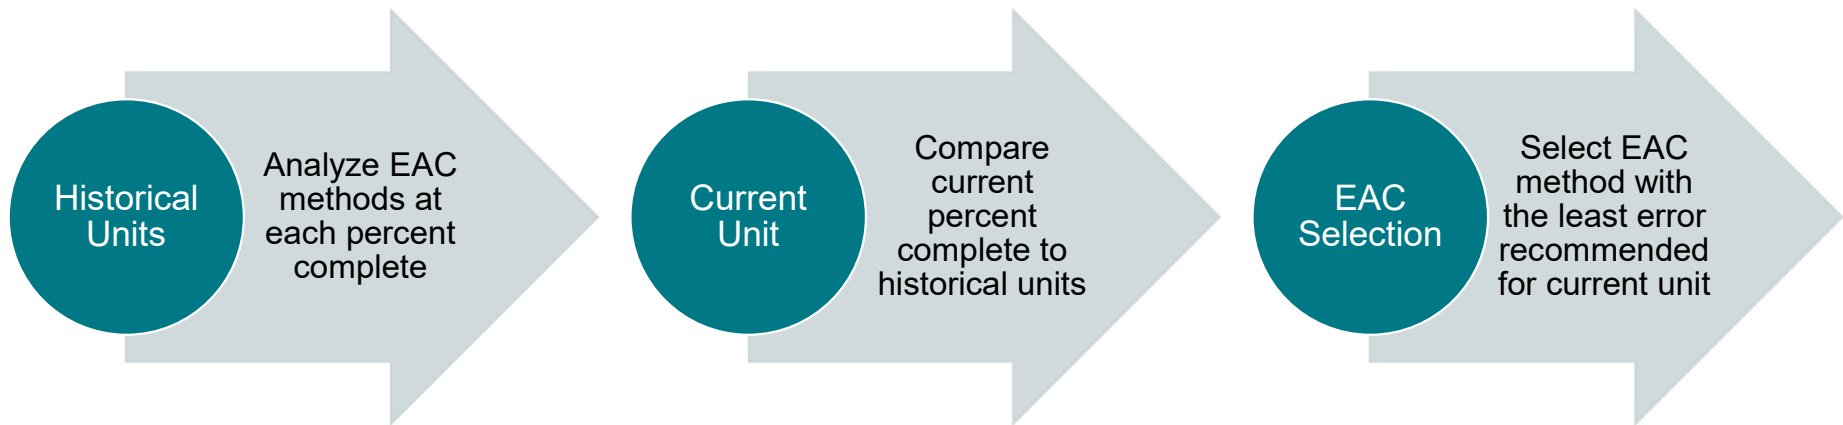 Historical
Units
Analyze EAC
methods at
each percent
complete
Current
Unit
Compare
current
percent
complete to
historical units
EAC
Selection
Select EAC
method with
the least error
recommended
for current unit